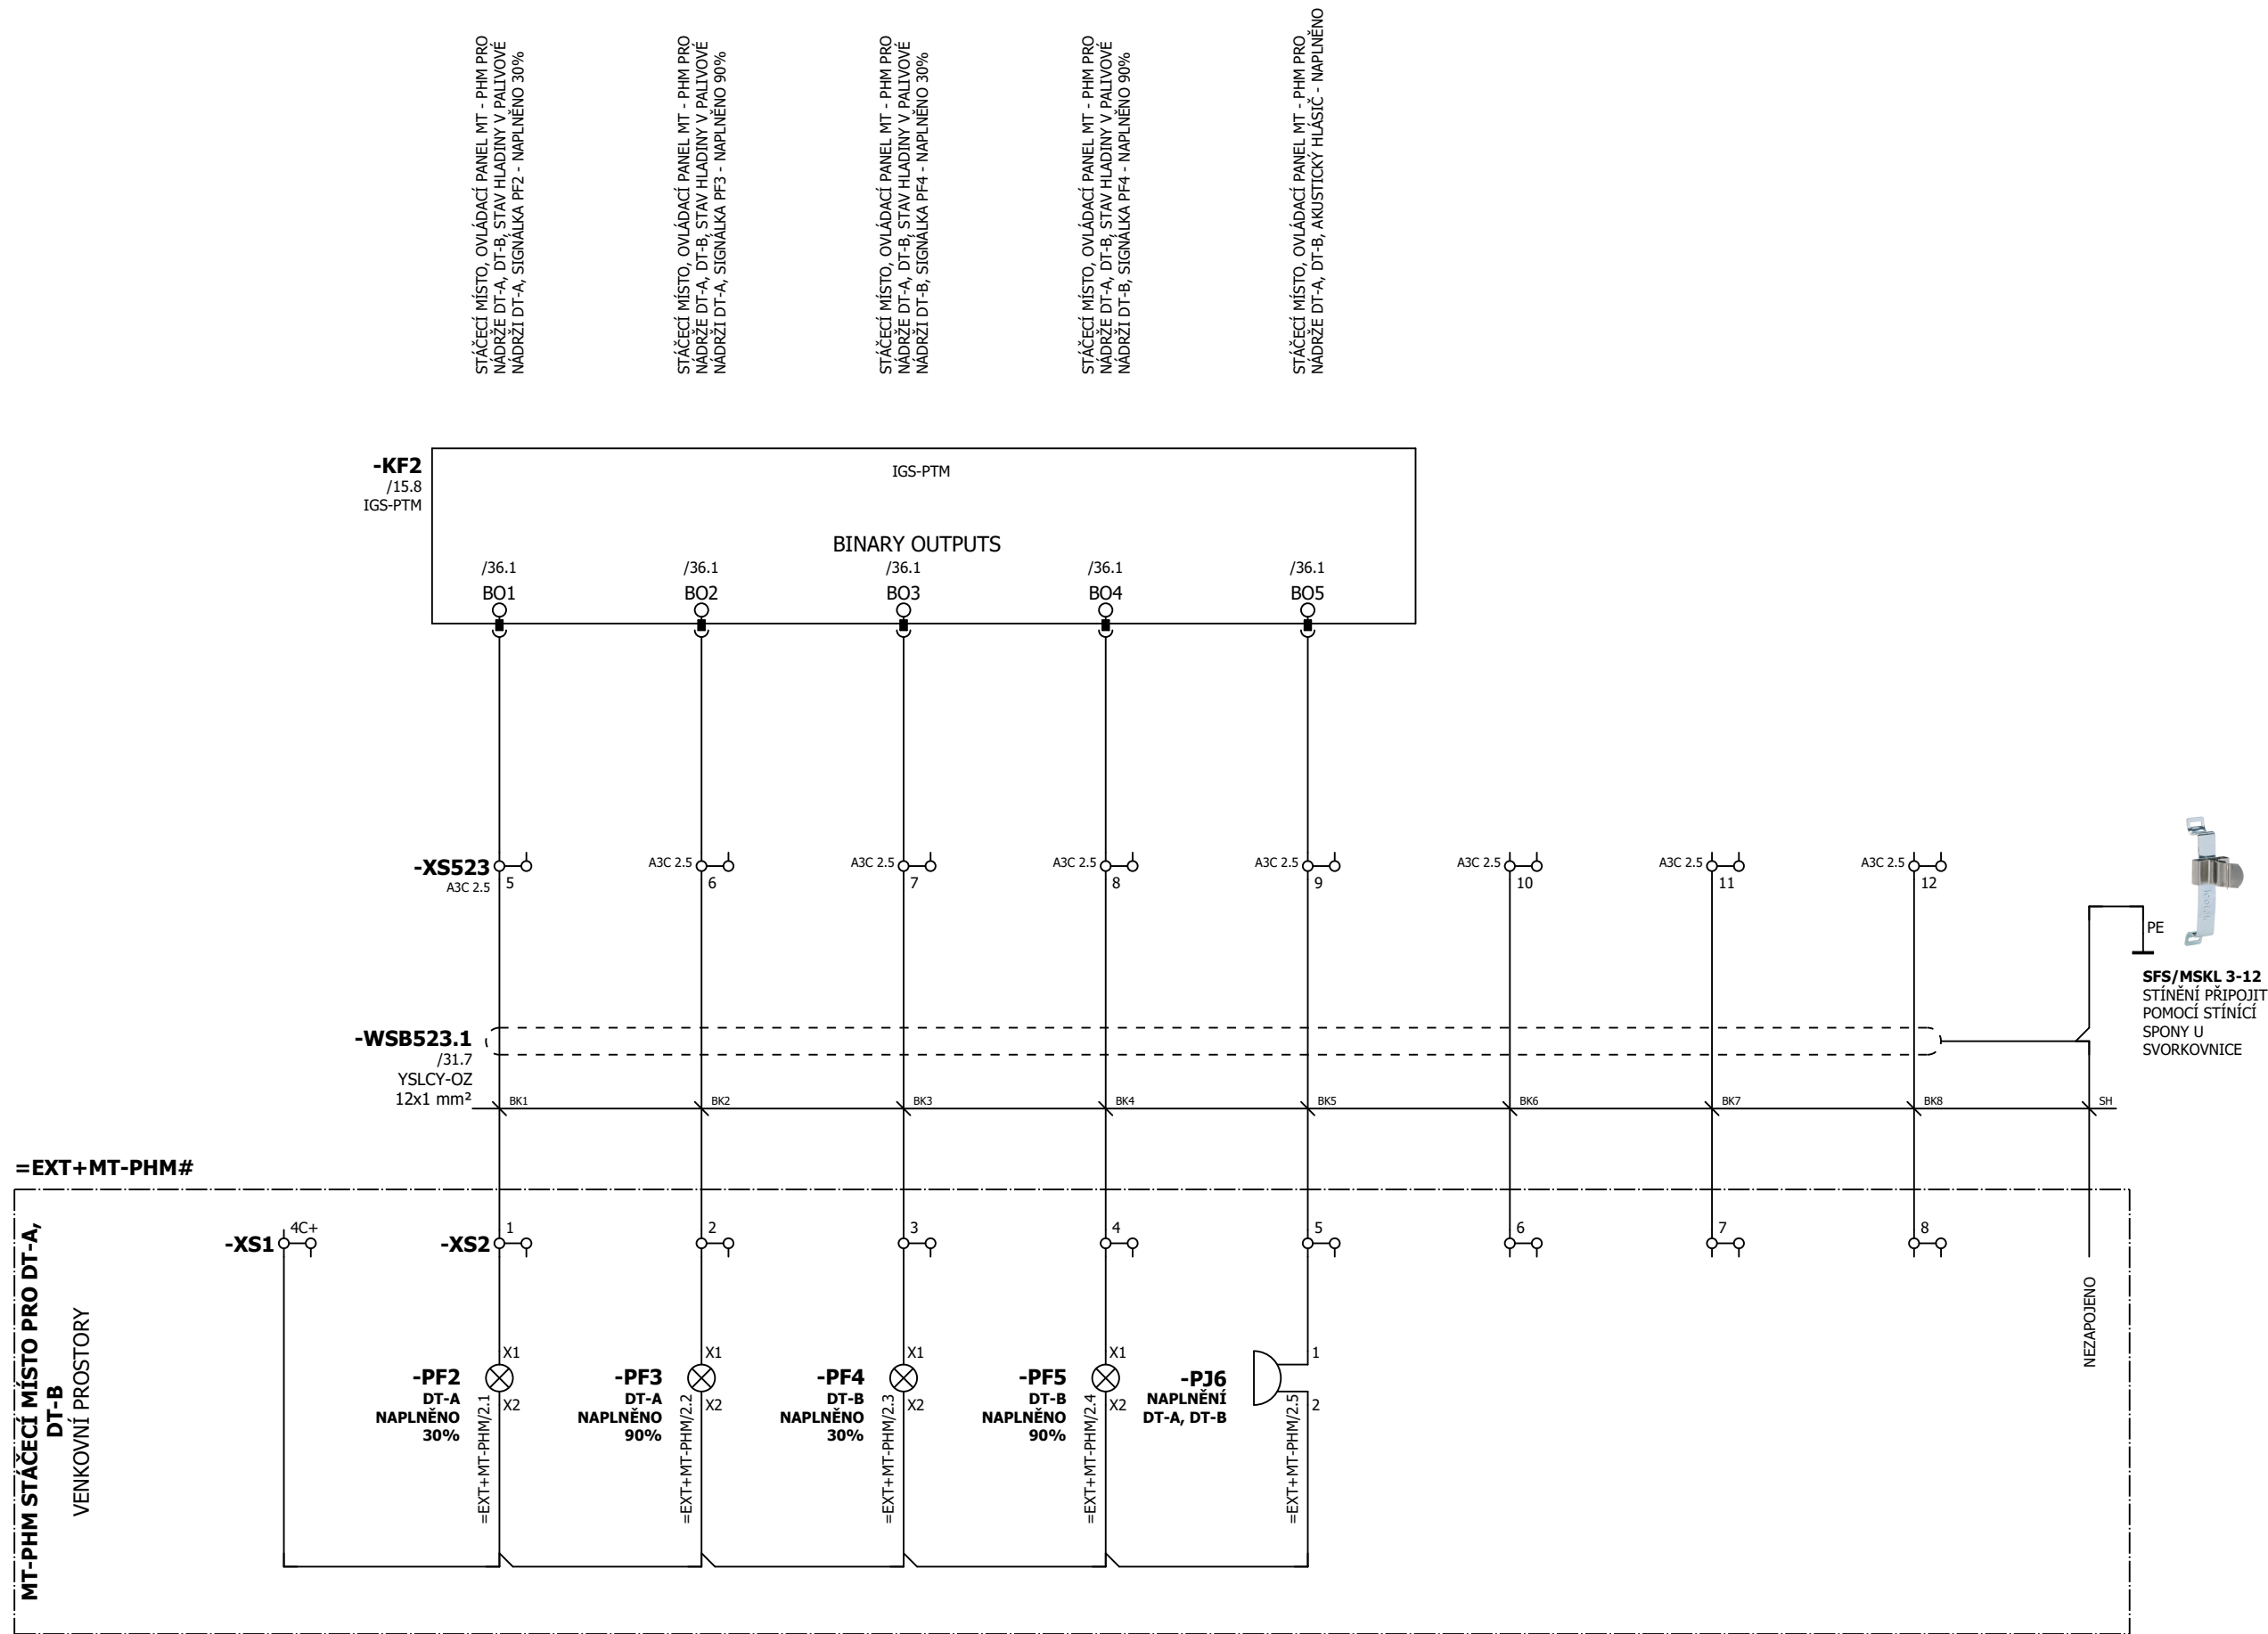 STÁČECÍ MÍSTO, OVLÁDACÍ PANEL MT - PHM PRO
NÁDRŽE DT-A, DT-B, STAV HLADINY V PALIVOVÉ
NÁDRŽI DT-A, SIGNÁLKA PF2 - NAPLNĚNO 30%
STÁČECÍ MÍSTO, OVLÁDACÍ PANEL MT - PHM PRO
NÁDRŽE DT-A, DT-B, STAV HLADINY V PALIVOVÉ
NÁDRŽI DT-A, SIGNÁLKA PF3 - NAPLNĚNO 90%
STÁČECÍ MÍSTO, OVLÁDACÍ PANEL MT - PHM PRO
NÁDRŽE DT-A, DT-B, STAV HLADINY V PALIVOVÉ
NÁDRŽI DT-B, SIGNÁLKA PF4 - NAPLNĚNO 30%
STÁČECÍ MÍSTO, OVLÁDACÍ PANEL MT - PHM PRO
NÁDRŽE DT-A, DT-B, STAV HLADINY V PALIVOVÉ
NÁDRŽI DT-B, SIGNÁLKA PF4 - NAPLNĚNO 90%
STÁČECÍ MÍSTO, OVLÁDACÍ PANEL MT - PHM PRO
NÁDRŽE DT-A, DT-B, AKUSTICKÝ HLÁSIČ - NAPLNĚNO
-KF2
/15.8
IGS-PTM
IGS-PTM
BINARY OUTPUTS
/36.1
BO1
/36.1
BO2
/36.1
BO3
/36.1
BO4
/36.1
BO5
-XS523
A3C 2.5
5
A3C 2.5
6
A3C 2.5
7
A3C 2.5
8
A3C 2.5
9
A3C 2.5
10
A3C 2.5
11
A3C 2.5
12
PE
SFS/MSKL 3-12
STÍNĚNÍ PŘIPOJIT
POMOCÍ STÍNÍCÍ
SPONY U
SVORKOVNICE
-WSB523.1
/31.7
YSLCY-OZ
12x1 mm²
BK1
BK2
BK3
BK4
BK5
BK6
BK7
BK8
SH
=EXT+MT-PHM#
MT-PHM STÁČECÍ MÍSTO PRO DT-A,
DT-B
VENKOVNÍ PROSTORY
-XS1
4C+
-XS2
1
2
3
4
5
6
7
8
NEZAPOJENO
-PF2
DT-A
NAPLNĚNO
30%
X1
X2
=EXT+MT-PHM/2.1
-PF3
DT-A
NAPLNĚNO
90%
X1
X2
=EXT+MT-PHM/2.2
-PF4
DT-B
NAPLNĚNO
30%
X1
X2
=EXT+MT-PHM/2.3
-PF5
DT-B
NAPLNĚNO
90%
X1
X2
=EXT+MT-PHM/2.4
-PJ6
NAPLNĚNÍ
DT-A, DT-B
1
2
=EXT+MT-PHM/2.5